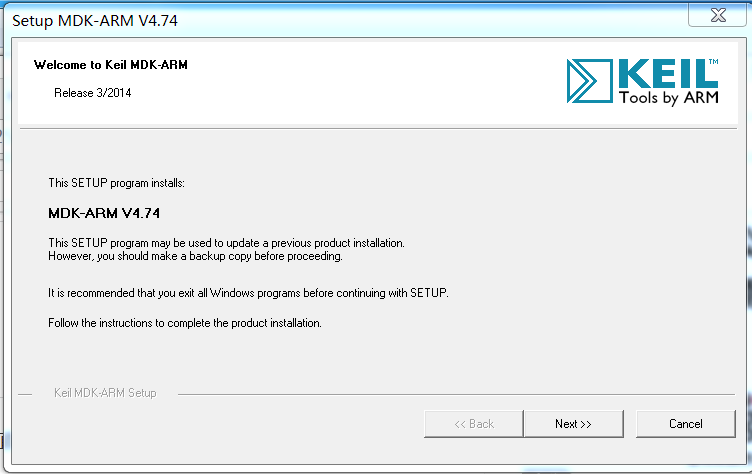 Setup MDK-ARM V4.74
Welcome to Keil MDK-ARM
Release 3/2014
KEIL™
Tools by ARM
This SETUP program installs:
MDK-ARM V4.74
This SETUP program may be used to update a previous product installation.
However, you should make a backup copy before proceeding.
It is recommended that you exit all Windows programs before continuing with SETUP.
Follow the instructions to complete the product installation.
Keil MDK-ARM Setup
<< Back
Next >>
Cancel